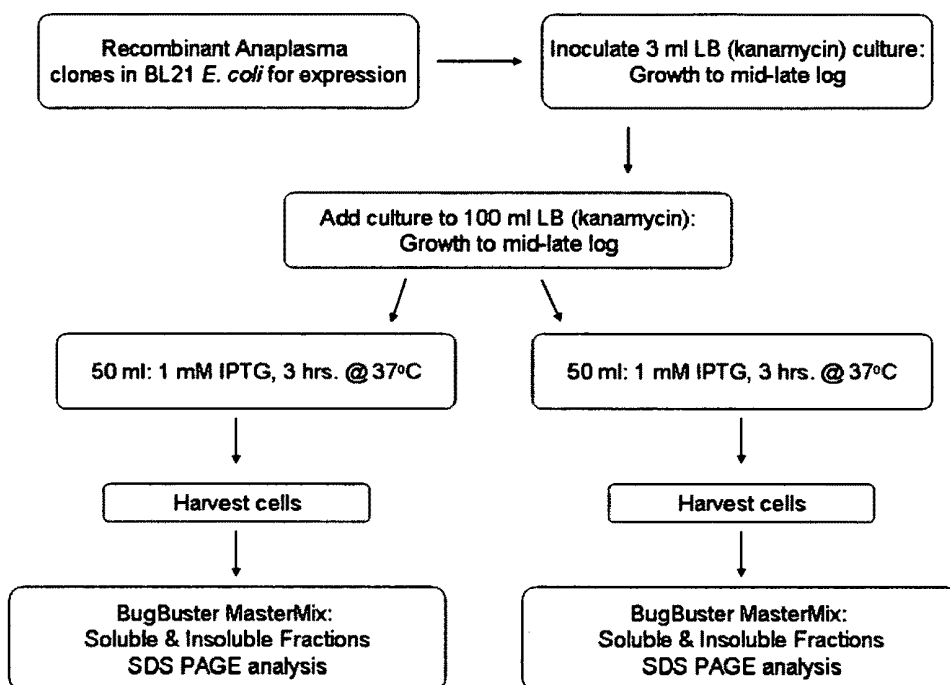 Recombinant Anaplasma
clones in BL21 E. coli for expression
Inoculate 3 ml LB (kanamycin) culture:
Growth to mid-late log
Add culture to 100 ml LB (kanamycin):
Growth to mid-late log
50 ml: 1 mM IPTG, 3 hrs. @ 37ºC
50 ml: 1 mM IPTG, 3 hrs. @ 37ºC
Harvest cells
Harvest cells
BugBuster MasterMix:
Soluble & Insoluble Fractions
SDS PAGE analysis
BugBuster MasterMix:
Soluble & Insoluble Fractions
SDS PAGE analysis